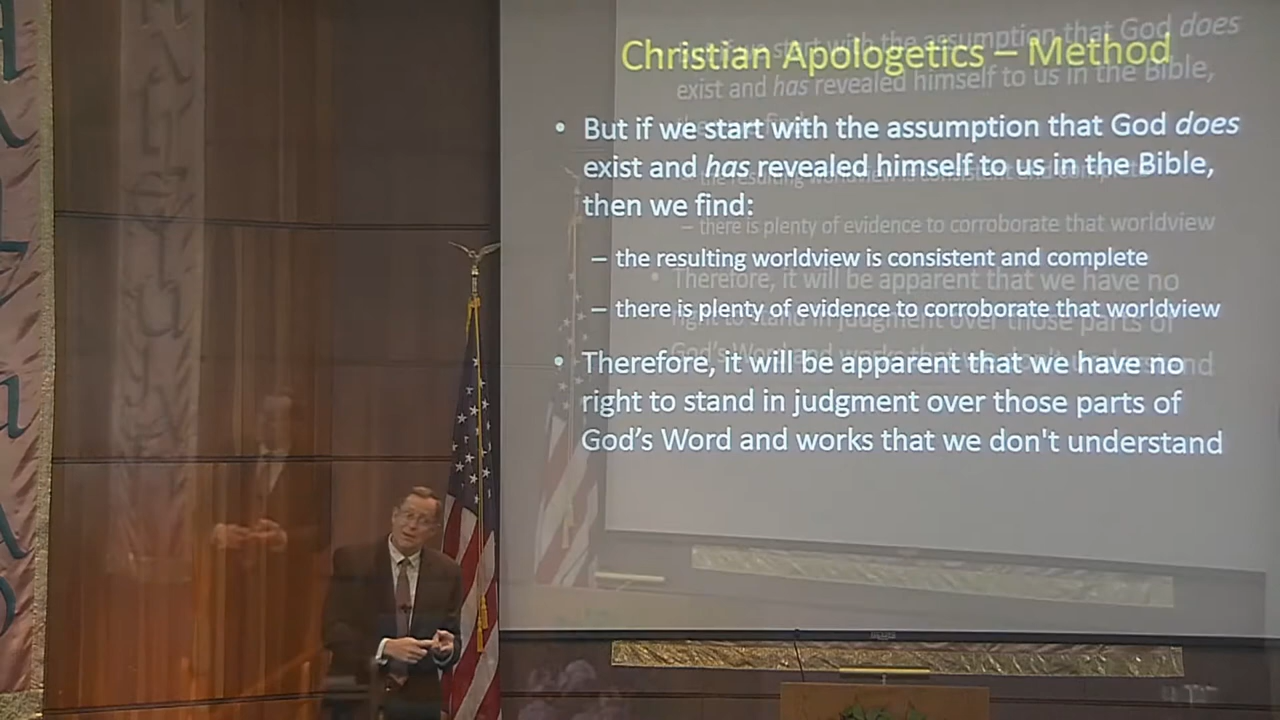 Christian Apologetics – Method
• But if we start with the assumption that God does
exist and has revealed himself to us in the Bible,
then we find:
– the resulting worldview is consistent and complete
– there is plenty of evidence to corroborate that worldview
• Therefore, it will be apparent that we have no
right to stand in judgment over those parts of
God's Word and works that we don't understand